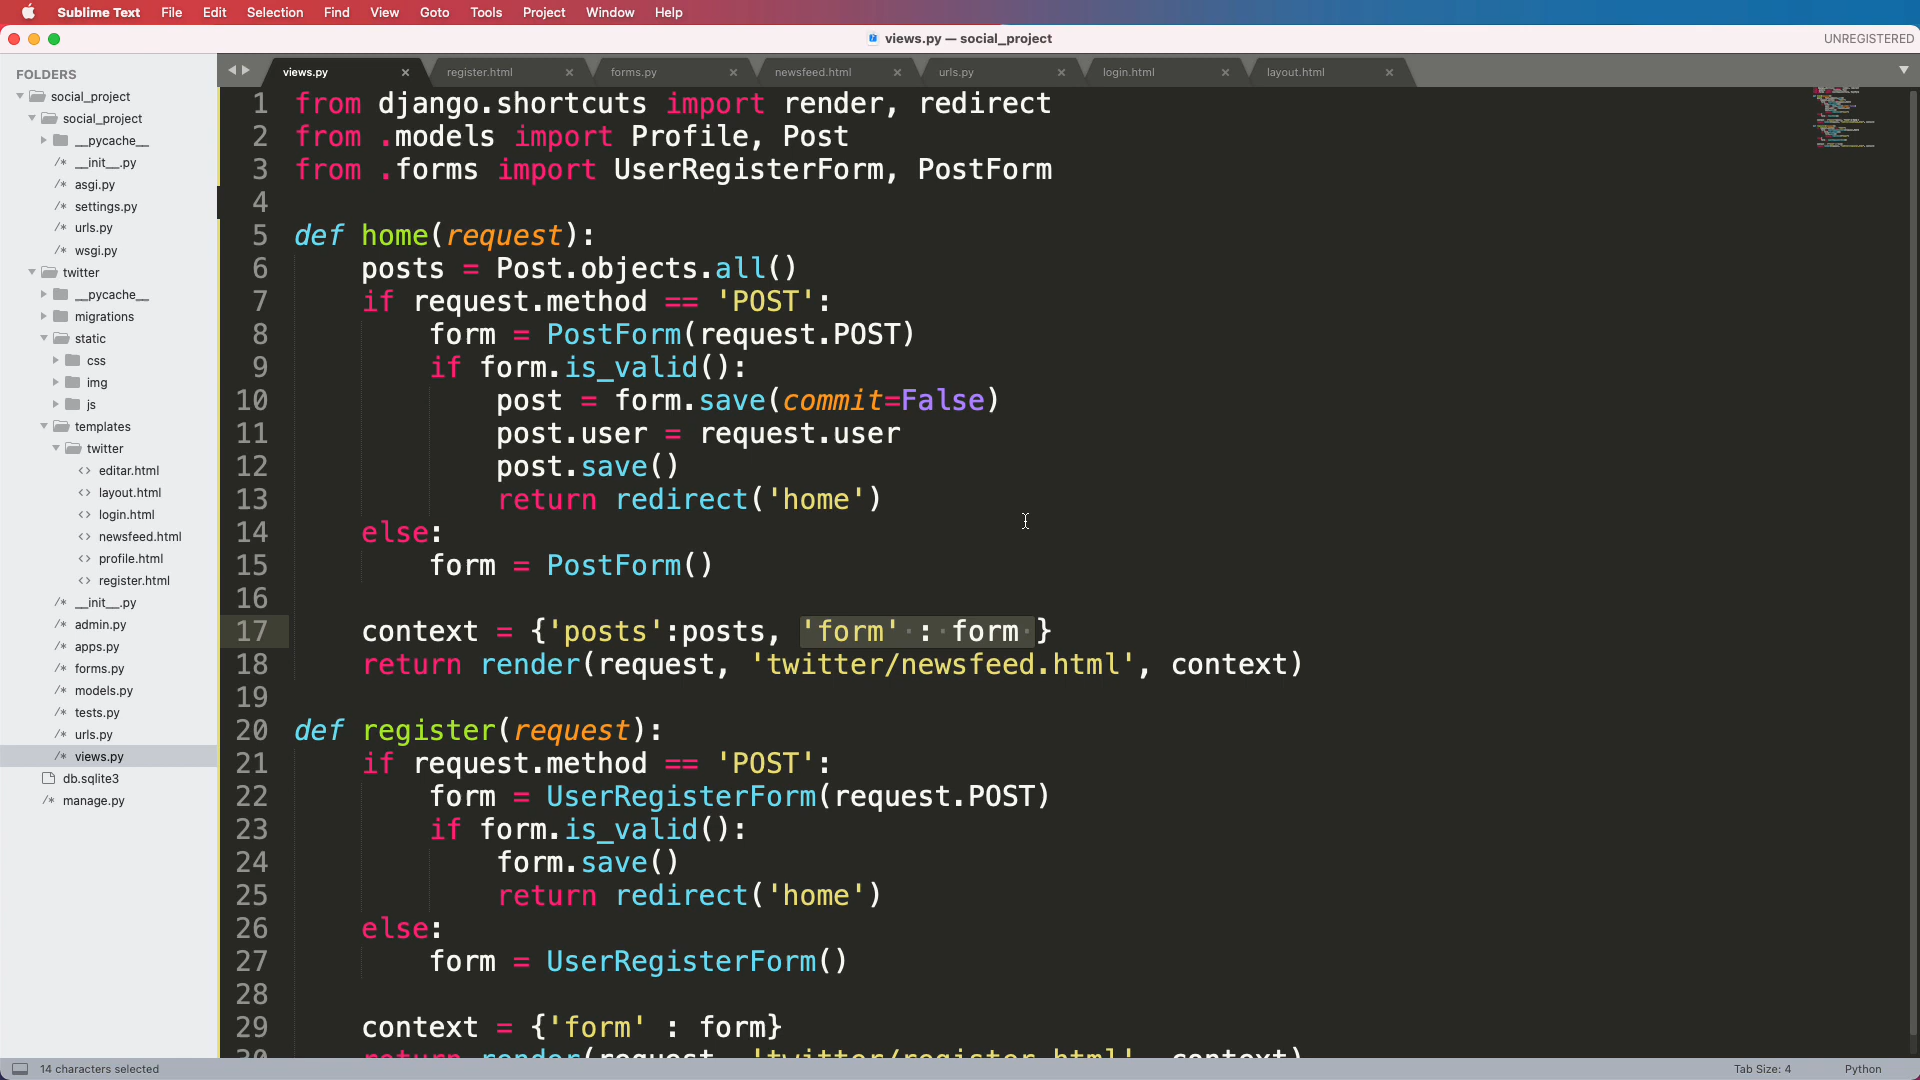 Sublime Text File Edit Selection Find View Goto Tools Project Window Help
views.py — social_project
UNREGISTERED
FOLDERS
social_project
social_project
__pycache__
/* __init__.py
/* asgi.py
/* settings.py
/* urls.py
/* wsgi.py
twitter
__pycache__
migrations
static
css
img
js
templates
twitter
<> editar.html
<> layout.html
<> login.html
<> newsfeed.html
<> profile.html
<> register.html
/* __init__.py
/* admin.py
/* apps.py
/* forms.py
/* models.py
/* tests.py
/* urls.py
/* views.py
db.sqlite3
/* manage.py
views.py register.html forms.py newsfeed.html urls.py login.html layout.html
1 from django.shortcuts import render, redirect
2 from .models import Profile, Post
3 from .forms import UserRegisterForm, PostForm
4
5 def home(request):
6     posts = Post.objects.all()
7     if request.method == 'POST':
8         form = PostForm(request.POST)
9         if form.is_valid():
10             post = form.save(commit=False)
11             post.user = request.user
12             post.save()
13             return redirect('home')
14     else:
15         form = PostForm()
16
17     context = {'posts':posts, 'form' : form }
18     return render(request, 'twitter/newsfeed.html', context)
19
20 def register(request):
21     if request.method == 'POST':
22         form = UserRegisterForm(request.POST)
23         if form.is_valid():
24             form.save()
25             return redirect('home')
26     else:
27         form = UserRegisterForm()
28
29     context = {'form' : form}
30     return render(request, 'twitter/register.html', context)
14 characters selected
Tab Size: 4
Python